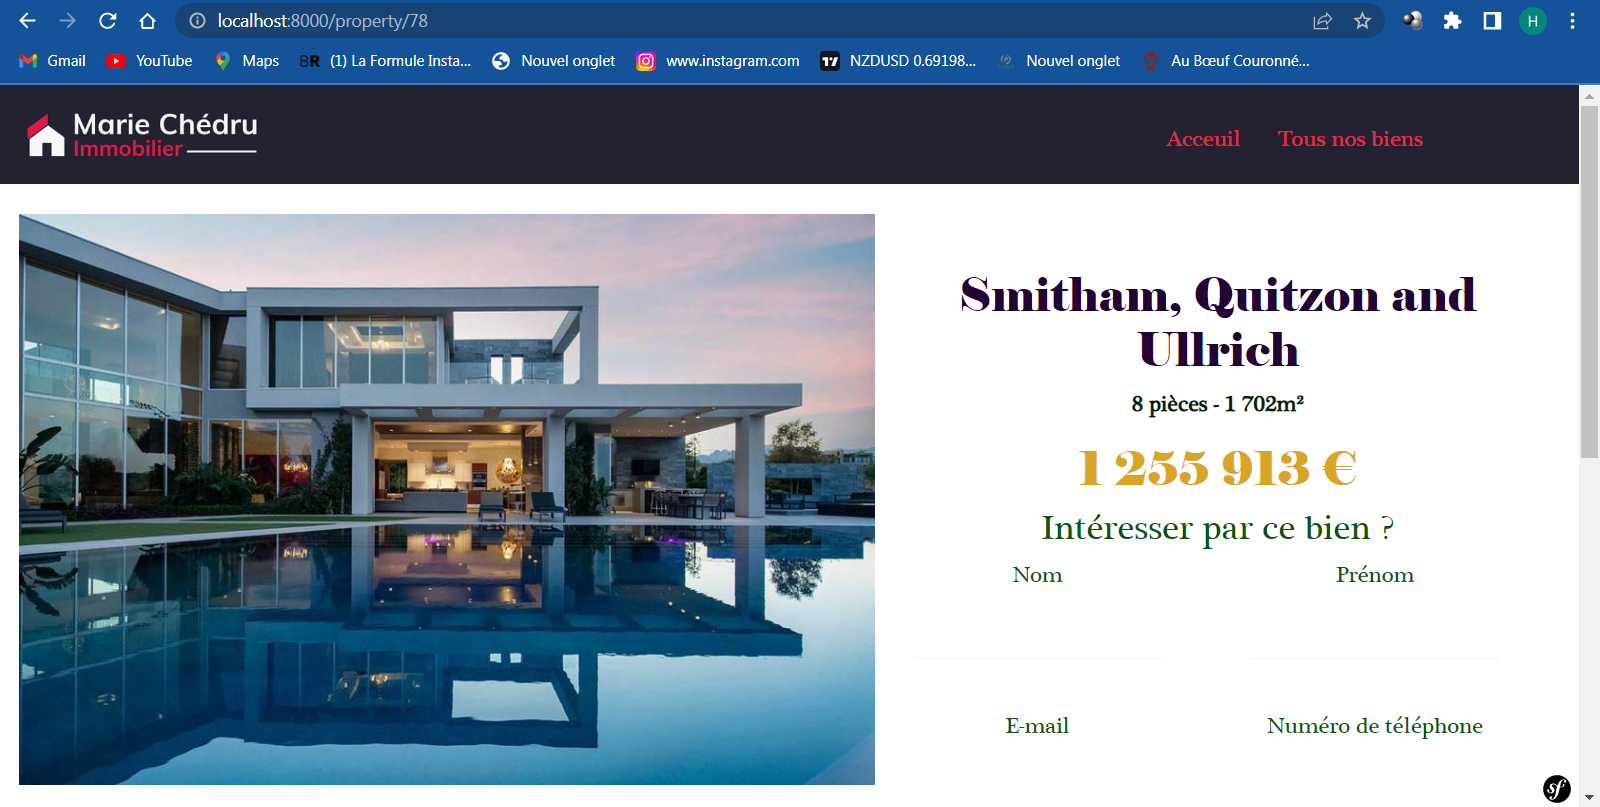 localhost:8000/property/78
H
Gmail YouTube Maps BR (1) La Formule Insta... Nouvel onglet www.instagram.com NZDUSD 0.69198... Nouvel onglet Au Bœuf Couronné...
Marie Chédru
Immobilier
Acceuil Tous nos biens
Smitham, Quitzon and
Ullrich
8 pièces - 1 702m²
1 255 913 €
Intéresser par ce bien ?
Nom Prénom
E-mail Numéro de téléphone
sf